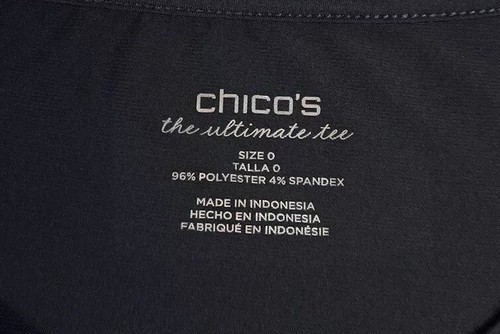 chico's
the ultimate tee
SIZE 0
TALLA 0
96% POLYESTER 4% SPANDEX
MADE IN INDONESIA
HECHO EN INDONESIA
FABRIQUÉ EN INDONÉSIE